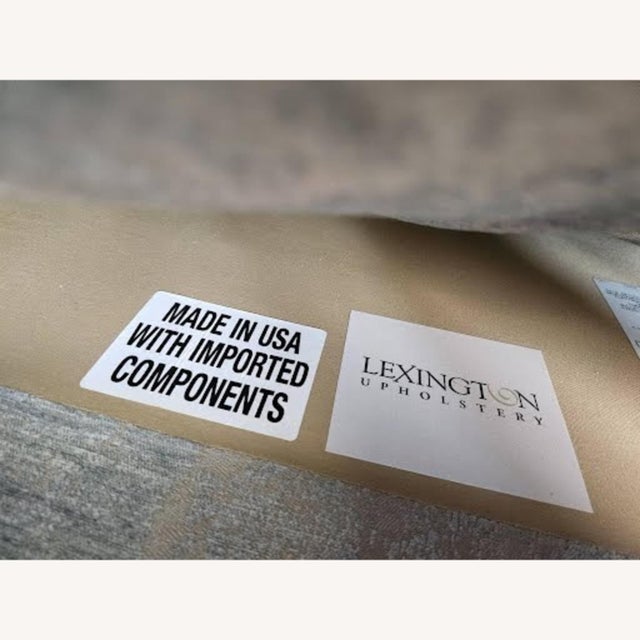 MADE IN USA
WITH IMPORTED
COMPONENTS
LEXINGTON
UPHOLSTERY